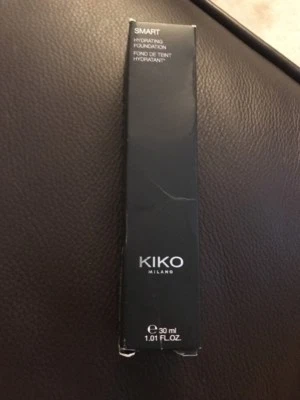 SMART
HYDRATING
FOUNDATION
FOND DE TEINT
HYDRATANT
KIKO
MILANO
℮ 30 ml
1.01 FL.OZ.